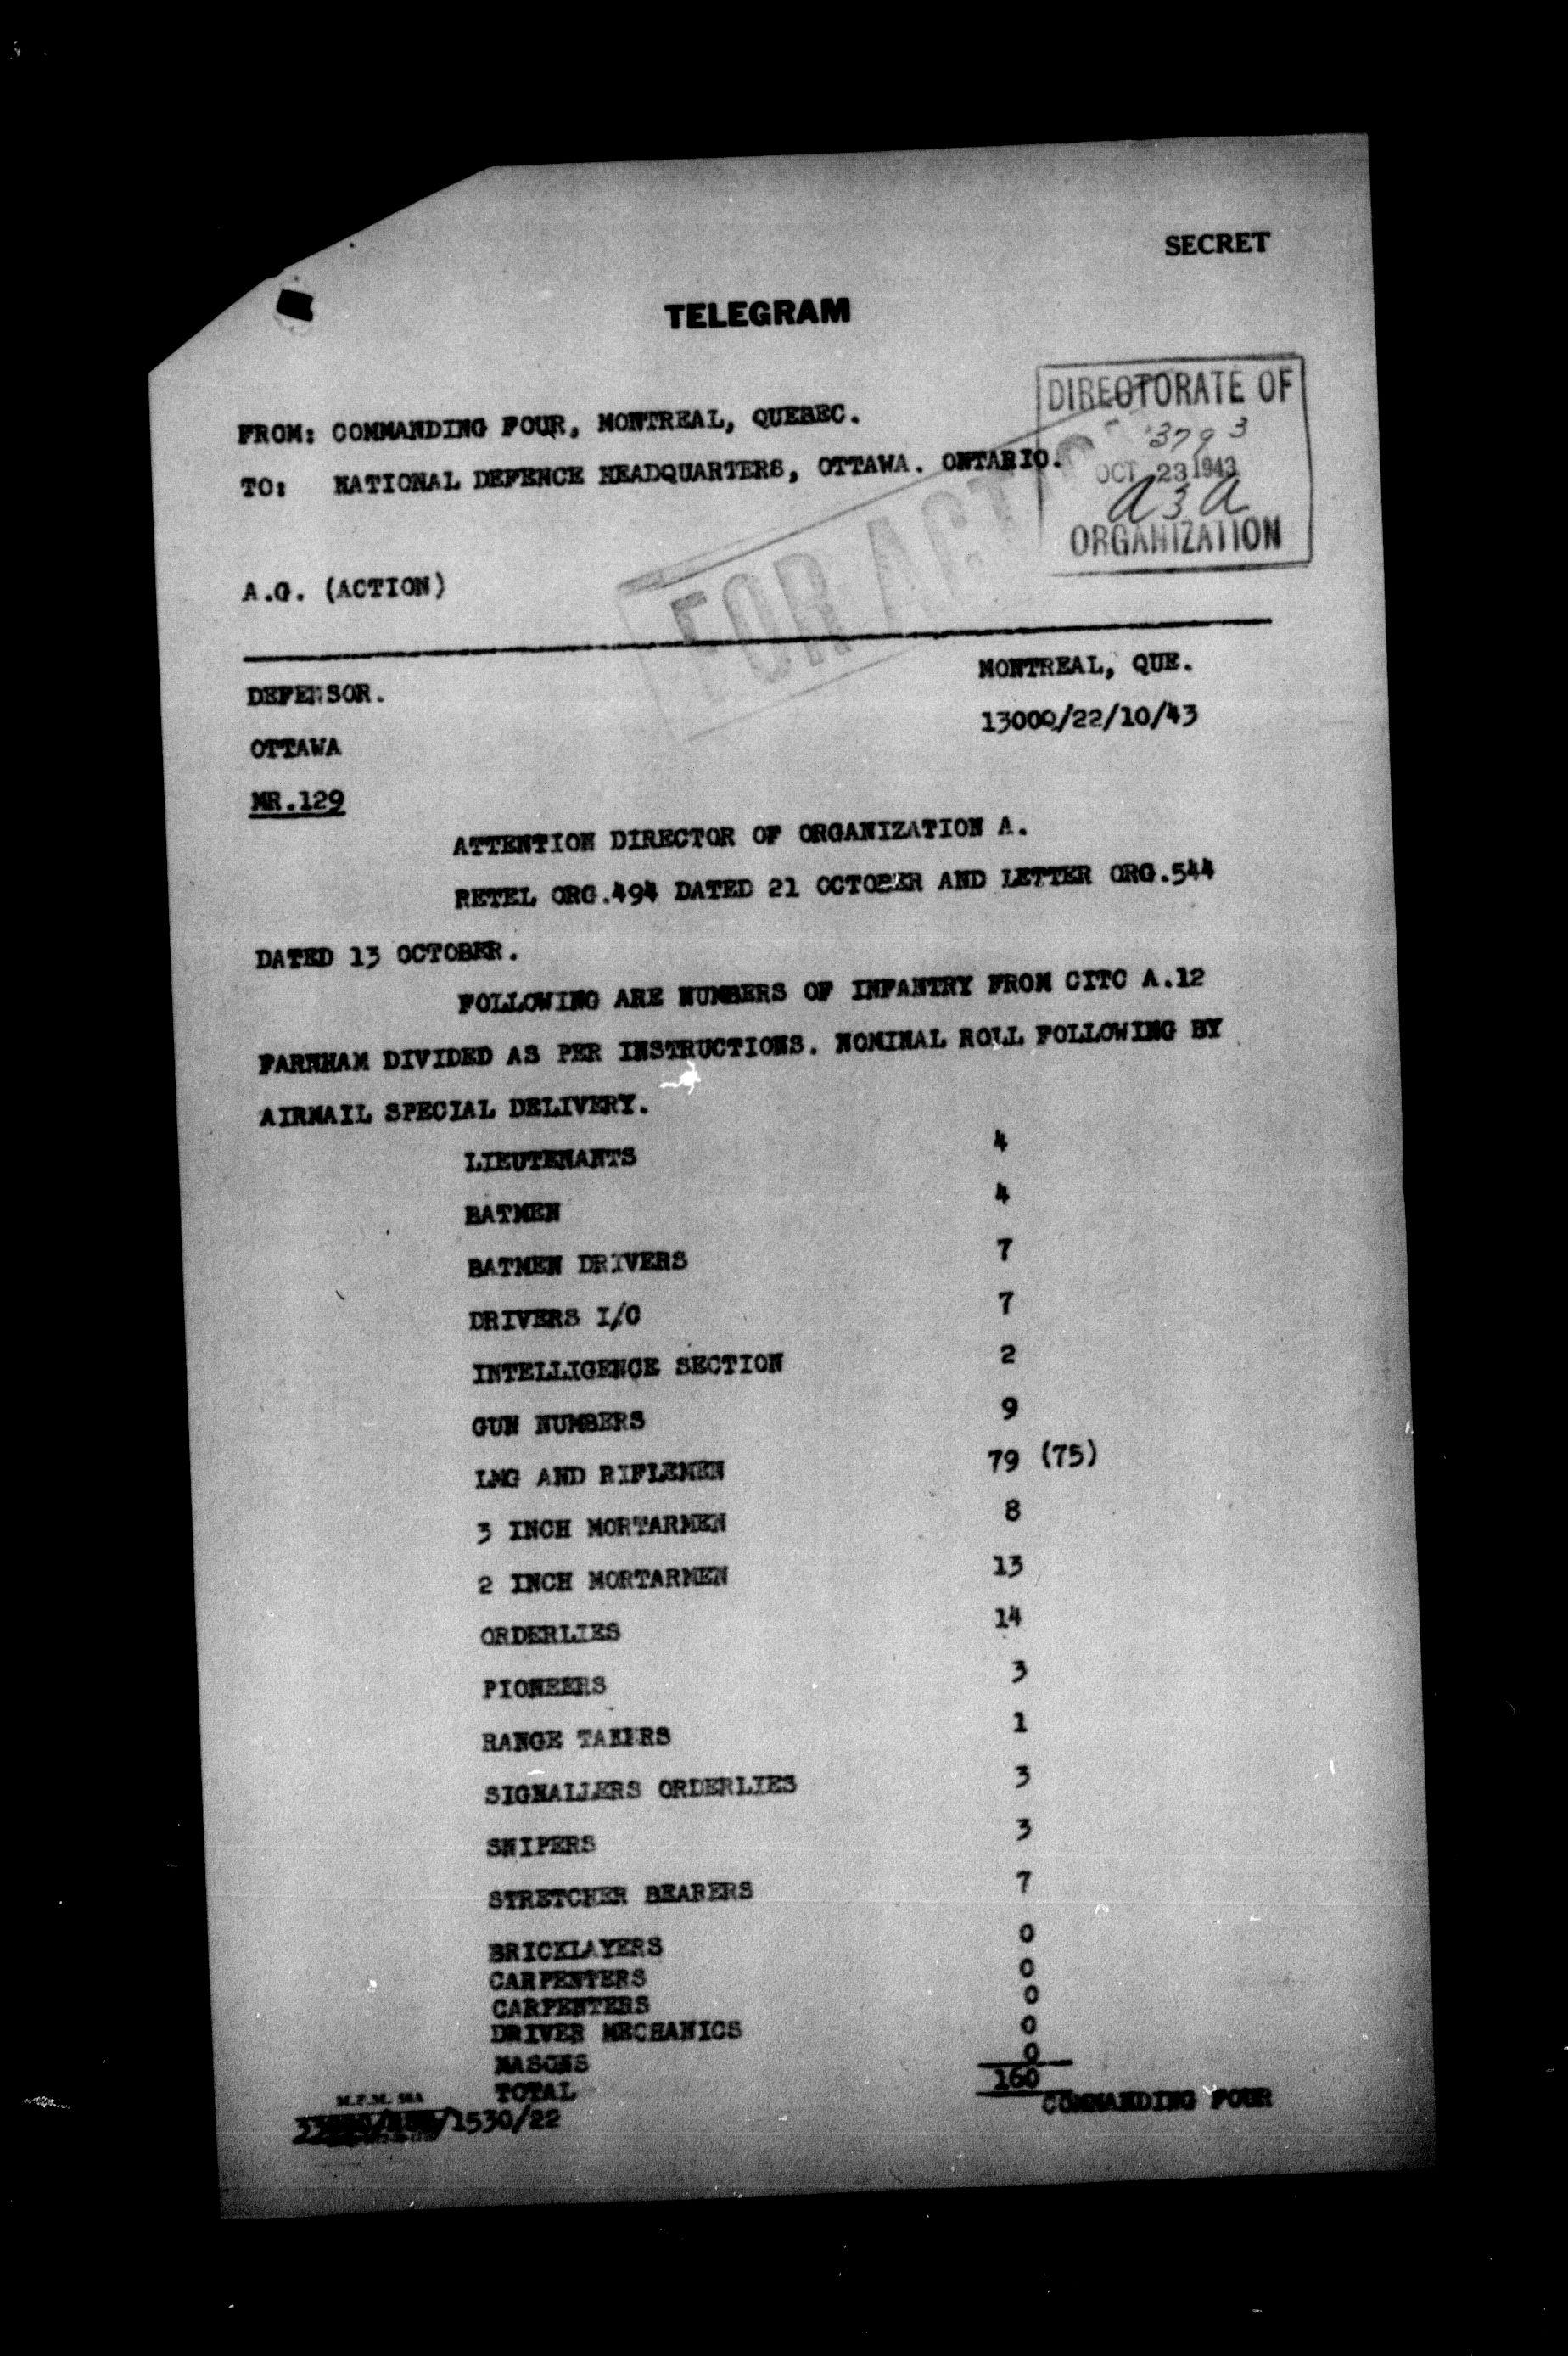 SECRET
TELEGRAM
FROM: COMMANDING FOUR, MONTREAL, QUEBEC.
TO: NATIONAL DEFENCE HEADQUARTERS, OTTAWA. ONTARIO.
DIRECTORATE OF
3793
OCT 23 1943
A 3 A
ORGANIZATION
FOR ACTION
A.G. (ACTION)
DEFENSOR. MONTREAL, QUE.
OTTAWA 13000/22/10/43
MR.129
ATTENTION DIRECTOR OF ORGANIZATION A.
RETEL ORG.494 DATED 21 OCTOBER AND LETTER ORG.544
DATED 13 OCTOBER.
FOLLOWING ARE NUMBERS OF INFANTRY FROM CITC A.12
FARNHAM DIVIDED AS PER INSTRUCTIONS. NOMINAL ROLL FOLLOWING BY
AIRMAIL SPECIAL DELIVERY.
LIEUTENANTS 4
BATMEN 4
BATMEN DRIVERS 7
DRIVERS I/C 7
INTELLIGENCE SECTION 2
GUN NUMBERS 9
LMG AND RIFLEMEN 79 (75)
3 INCH MORTARMEN 8
2 INCH MORTARMEN 13
ORDERLIES 14
PIONEERS 3
RANGE TAKERS 1
SIGNALLERS ORDERLIES 3
SNIPERS 3
STRETCHER BEARERS 7
BRICKLAYERS 0
CARPENTERS 0
CARPENTERS 0
DRIVER MECHANICS 0
MASONS 0
TOTAL 160
COMMANDING FOUR
M.F.M. 58A
/1530/22